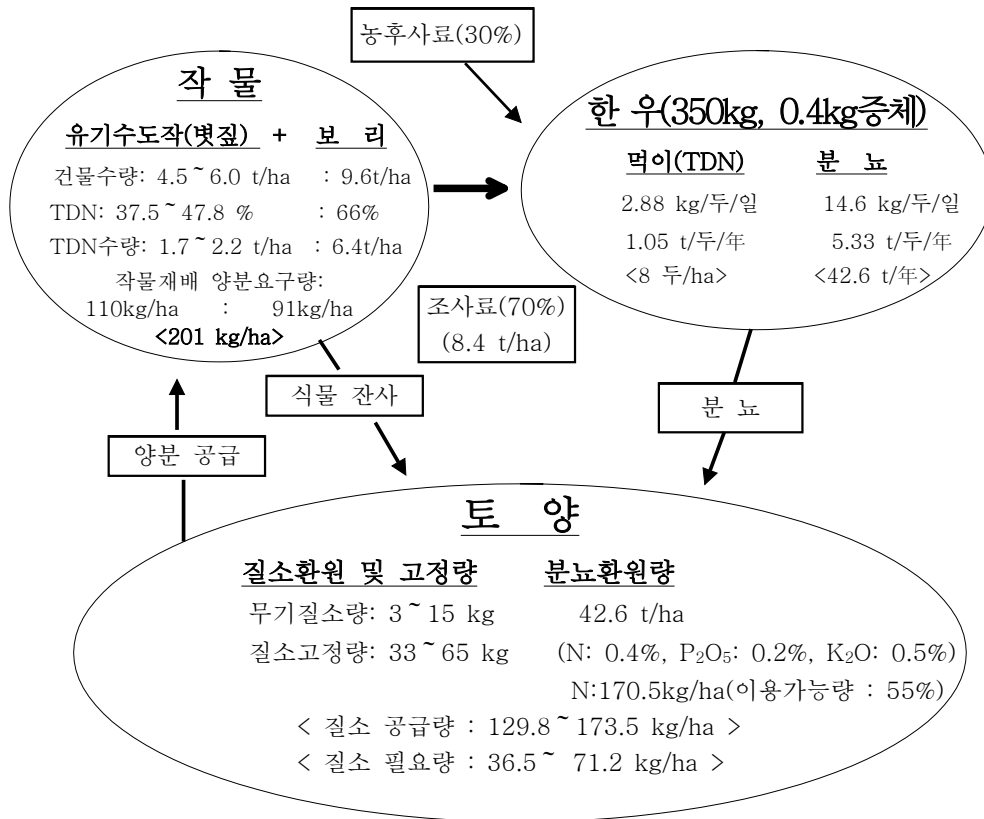 농후사료(30%)
작 물
유기수도작(볏짚) + 보 리
건물수량: 4.5 ~ 6.0 t/ha : 9.6t/ha
TDN: 37.5 ~ 47.8 % : 66%
TDN수량: 1.7 ~ 2.2 t/ha : 6.4t/ha
작물재배 양분요구량:
110kg/ha : 91kg/ha
<201 kg/ha>
한 우(350kg, 0.4kg증체)
먹이(TDN) 분 뇨
2.88 kg/두/일 14.6 kg/두/일
1.05 t/두/年 5.33 t/두/年
<8 두/ha> <42.6 t/年>
조사료(70%)
(8.4 t/ha)
식물 잔사
분 뇨
양분 공급
토 양
질소환원 및 고정량 분뇨환원량
무기질소량: 3 ~ 15 kg 42.6 t/ha
질소고정량: 33 ~ 65 kg (N: 0.4%, P₂O₅: 0.2%, K₂O: 0.5%)
N:170.5kg/ha(이용가능량 : 55%)
< 질소 공급량 : 129.8 ~ 173.5 kg/ha >
< 질소 필요량 : 36.5 ~ 71.2 kg/ha >